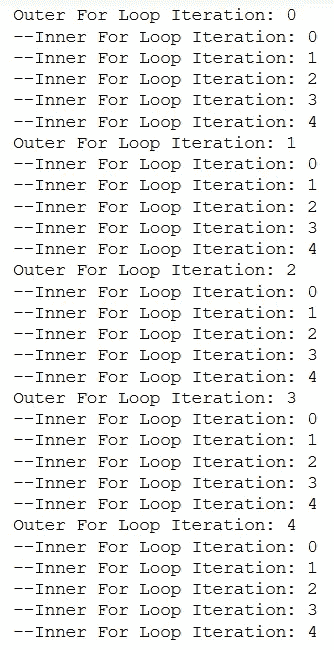 Outer For Loop Iteration: 0
--Inner For Loop Iteration: 0
--Inner For Loop Iteration: 1
--Inner For Loop Iteration: 2
--Inner For Loop Iteration: 3
--Inner For Loop Iteration: 4
Outer For Loop Iteration: 1
--Inner For Loop Iteration: 0
--Inner For Loop Iteration: 1
--Inner For Loop Iteration: 2
--Inner For Loop Iteration: 3
--Inner For Loop Iteration: 4
Outer For Loop Iteration: 2
--Inner For Loop Iteration: 0
--Inner For Loop Iteration: 1
--Inner For Loop Iteration: 2
--Inner For Loop Iteration: 3
--Inner For Loop Iteration: 4
Outer For Loop Iteration: 3
--Inner For Loop Iteration: 0
--Inner For Loop Iteration: 1
--Inner For Loop Iteration: 2
--Inner For Loop Iteration: 3
--Inner For Loop Iteration: 4
Outer For Loop Iteration: 4
--Inner For Loop Iteration: 0
--Inner For Loop Iteration: 1
--Inner For Loop Iteration: 2
--Inner For Loop Iteration: 3
--Inner For Loop Iteration: 4